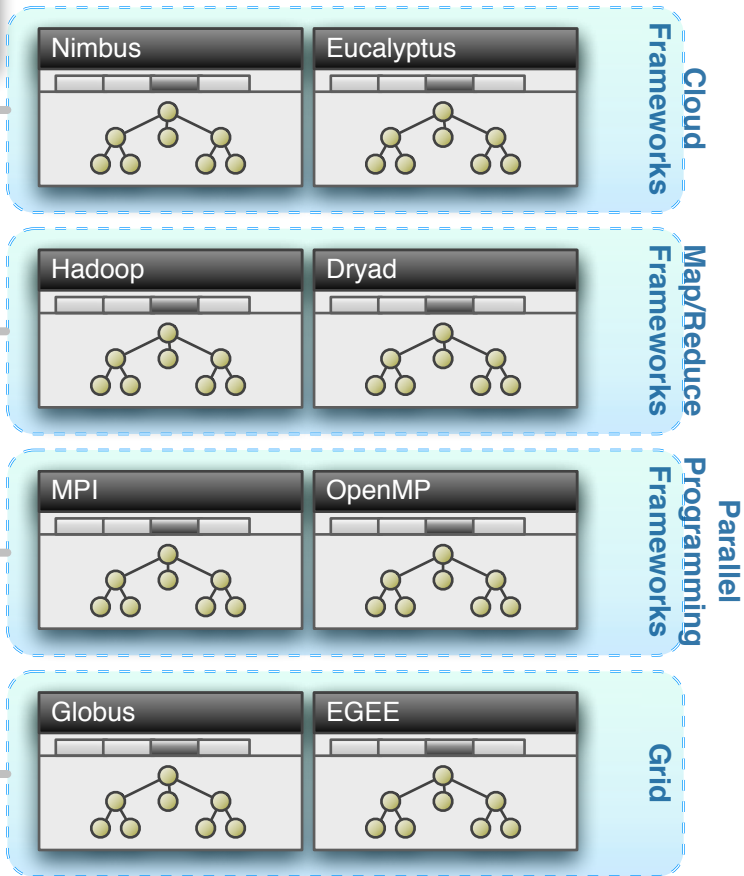 Nimbus
Eucalyptus
Cloud
Frameworks
Hadoop
Dryad
Map/Reduce
Frameworks
MPI
OpenMP
Parallel
Programming
Frameworks
Globus
EGEE
Grid